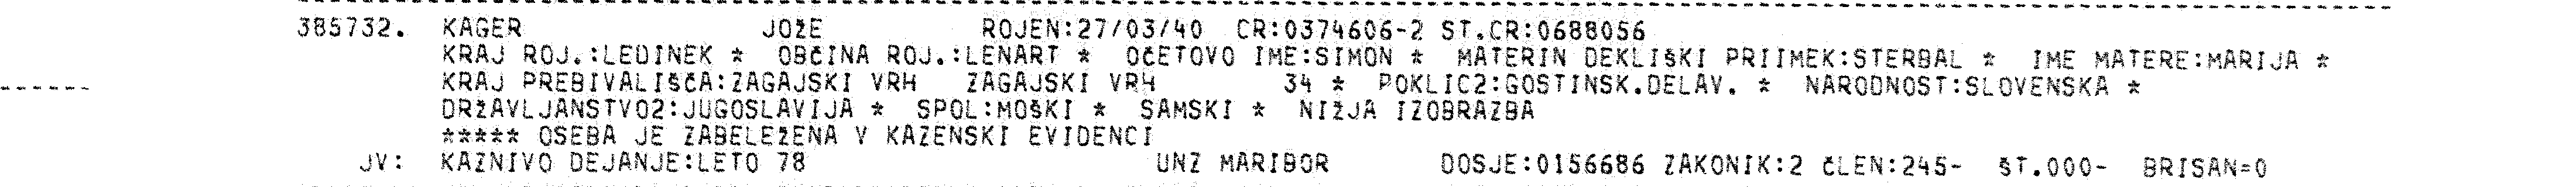 385732. KAGER JOŽE ROJEN:27/03/40 CR:0374606-2 ST.CR:0688056
KRAJ ROJ.:LEDINEK * OBČINA ROJ.:LENART * OČETOVO IME:SIMON * MATERIN DEKLIŠKI PRIIMEK:STERBAL * IME MATERE:MARIJA *
KRAJ PREBIVALIŠČA:ZAGAJSKI VRH ZAGAJSKI VRH 34 * POKLIC2:GOSTINSK.DELAV. * NARODNOST:SLOVENSKA *
DRŽAVLJANSTVO2:JUGOSLAVIJA * SPOL:MOŠKI * SAMSKI * NIŽJA IZOBRAZBA
***** OSEBA JE ZABELEŽENA V KAZENSKI EVIDENCI
JV: KAZNIVO DEJANJE:LETO 78 UNZ MARIBOR DOSJE:0156686 ZAKONIK:2 ČLEN:245- ŠT.000- BRISAN=0